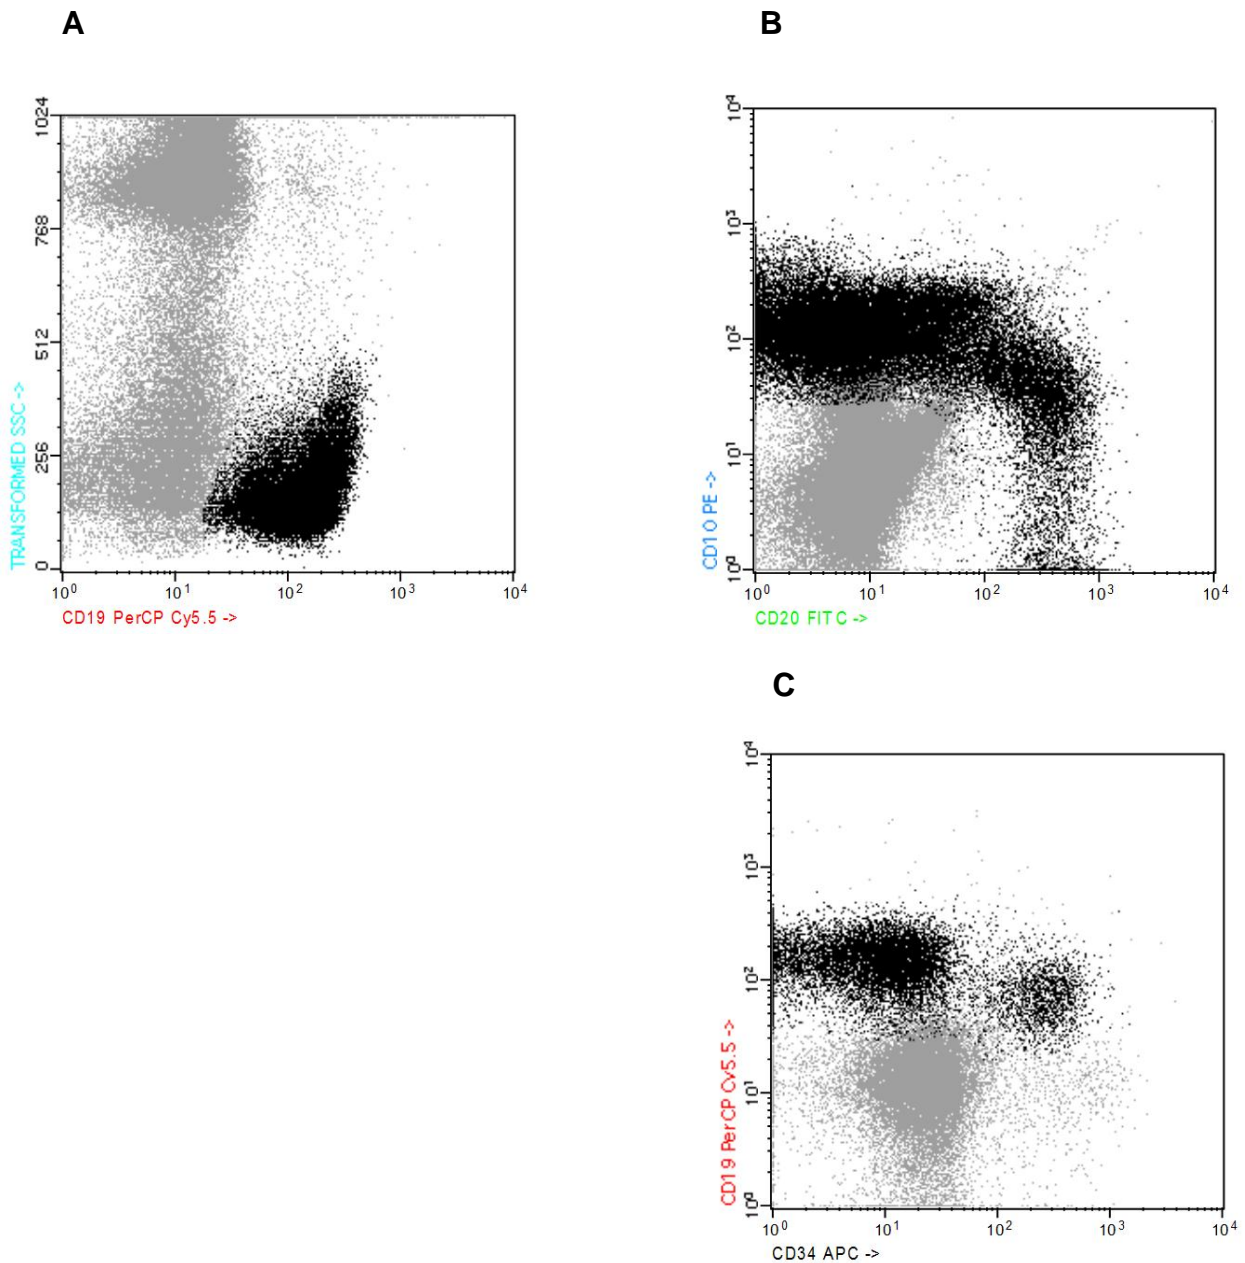 A
B
1024
768
512
256
0
TRANSFORMED SSC ->
10⁰ 10¹ 10² 10³ 10⁴
CD19 PerCP Cy5.5 ->
10⁴
10³
10²
10¹
10⁰
CD10 PE ->
10⁰ 10¹ 10² 10³ 10⁴
CD20 FITC ->
C
10⁴
10³
10²
10¹
10⁰
CD19 PerCP Cy5.5 ->
10⁰ 10¹ 10² 10³ 10⁴
CD34 APC ->